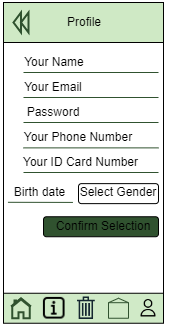 Profile
Your Name
Your Email
Password
Your Phone Number
Your ID Card Number
Birth date Select Gender
Confirm Selection